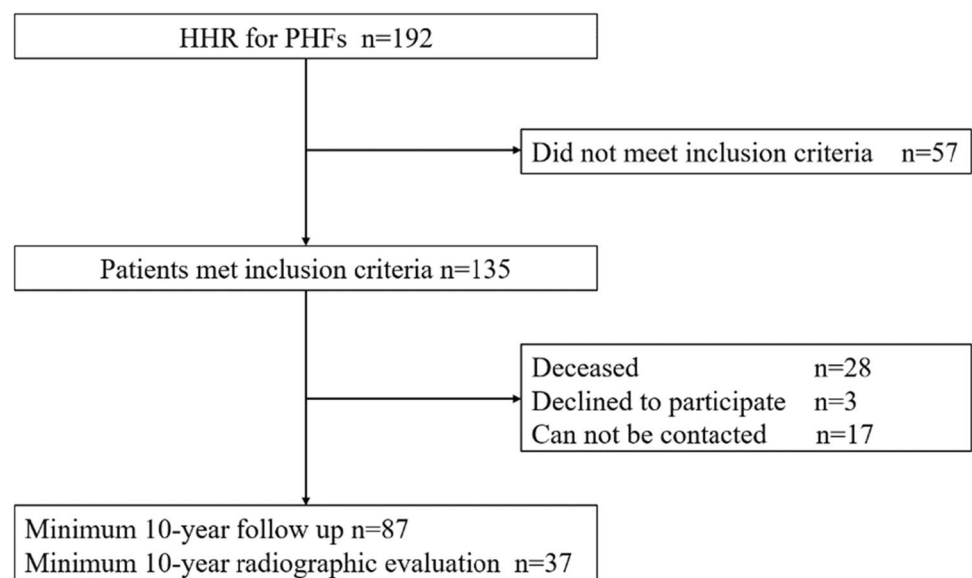 HHR for PHFs n=192
Did not meet inclusion criteria n=57
Patients met inclusion criteria n=135
Deceased n=28
Declined to participate n=3
Can not be contacted n=17
Minimum 10-year follow up n=87
Minimum 10-year radiographic evaluation n=37